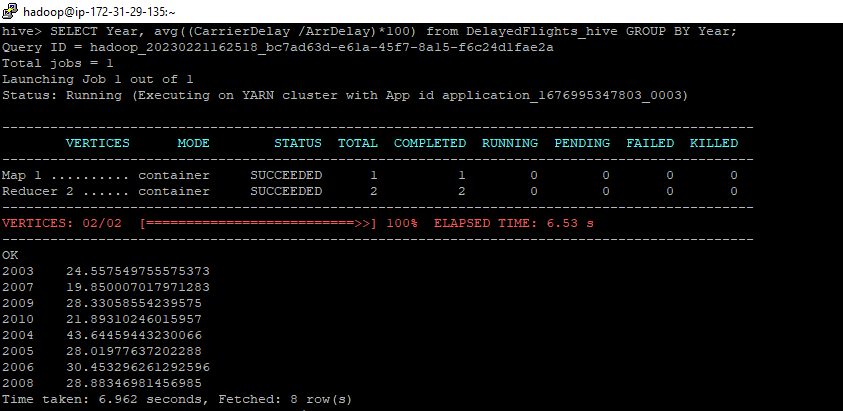 hadoop@ip-172-31-29-135:~
hive> SELECT Year, avg((CarrierDelay /ArrDelay)*100) from DelayedFlights_hive GROUP BY Year;
Query ID = hadoop_20230221162518_bc7ad63d-e61a-45f7-8a15-f6c24d1fae2a
Total jobs = 1
Launching Job 1 out of 1
Status: Running (Executing on YARN cluster with App id application_1676995347803_0003)
----------------------------------------------------------------------------------------------
VERTICES MODE STATUS TOTAL COMPLETED RUNNING PENDING FAILED KILLED
----------------------------------------------------------------------------------------------
Map 1 .......... container SUCCEEDED 1 1 0 0 0 0
Reducer 2 ...... container SUCCEEDED 2 2 0 0 0 0
----------------------------------------------------------------------------------------------
VERTICES: 02/02 [==========================>>] 100% ELAPSED TIME: 6.53 s
----------------------------------------------------------------------------------------------
OK
2003 24.557549755575373
2007 19.850007017971283
2009 28.33058554239575
2010 21.89310246015957
2004 43.64459443230066
2005 28.01977637202288
2006 30.453296261292596
2008 28.88346981456985
Time taken: 6.962 seconds, Fetched: 8 row(s)